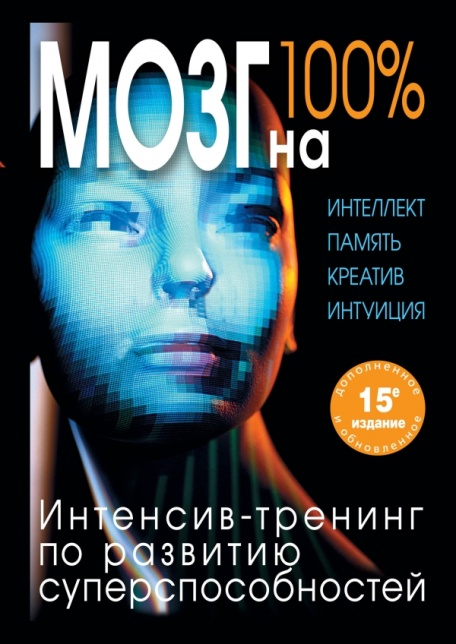 МОЗГ на 100%
ИНТЕЛЛЕКТ
ПАМЯТЬ
КРЕАТИВ
ИНТУИЦИЯ
дополненное
15е
издание
и обновленное
Интенсив-тренинг
по развитию
суперспособностей